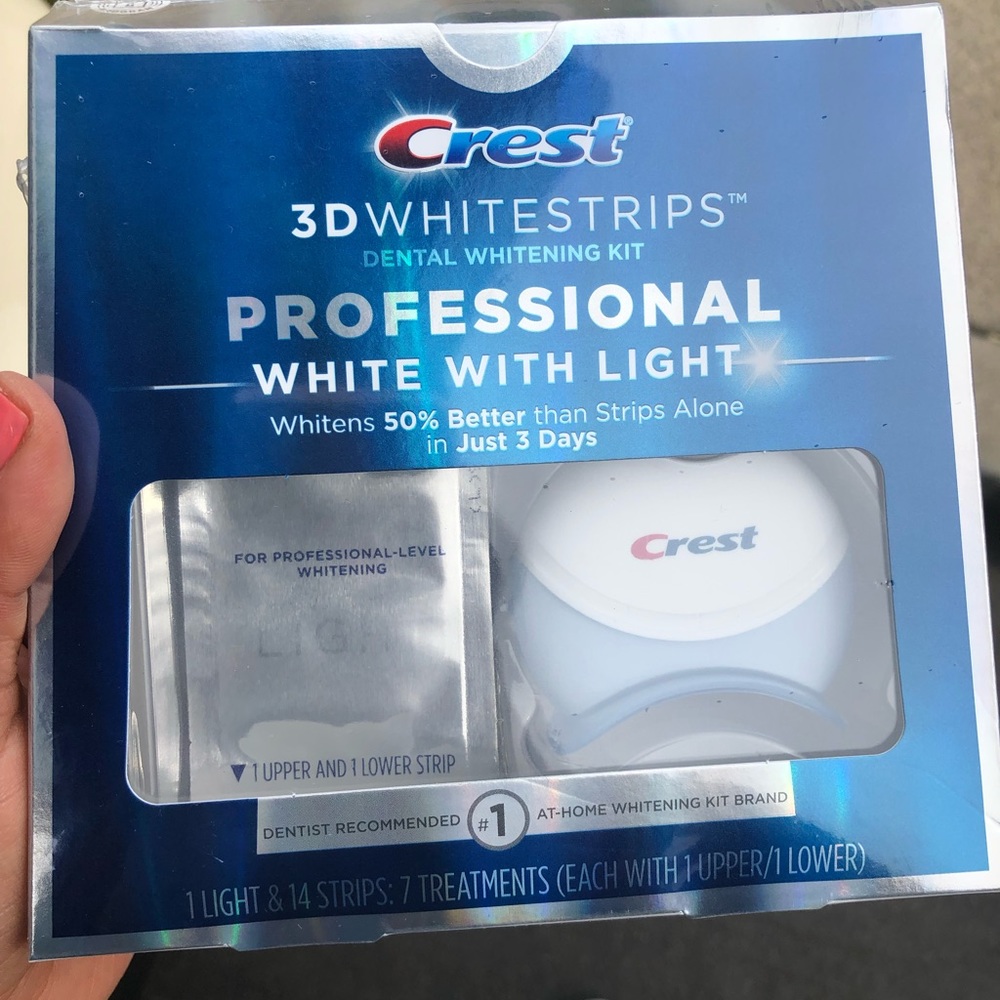 Crest
3DWHITESTRIPS™
DENTAL WHITENING KIT
PROFESSIONAL
WHITE WITH LIGHT
Whitens 50% Better than Strips Alone
in Just 3 Days
FOR PROFESSIONAL-LEVEL
WHITENING
LIGH
▼ 1 UPPER AND 1 LOWER STRIP
Crest
DENTIST RECOMMENDED #1 AT-HOME WHITENING KIT BRAND
1 LIGHT & 14 STRIPS: 7 TREATMENTS (EACH WITH 1 UPPER/1 LOWER)